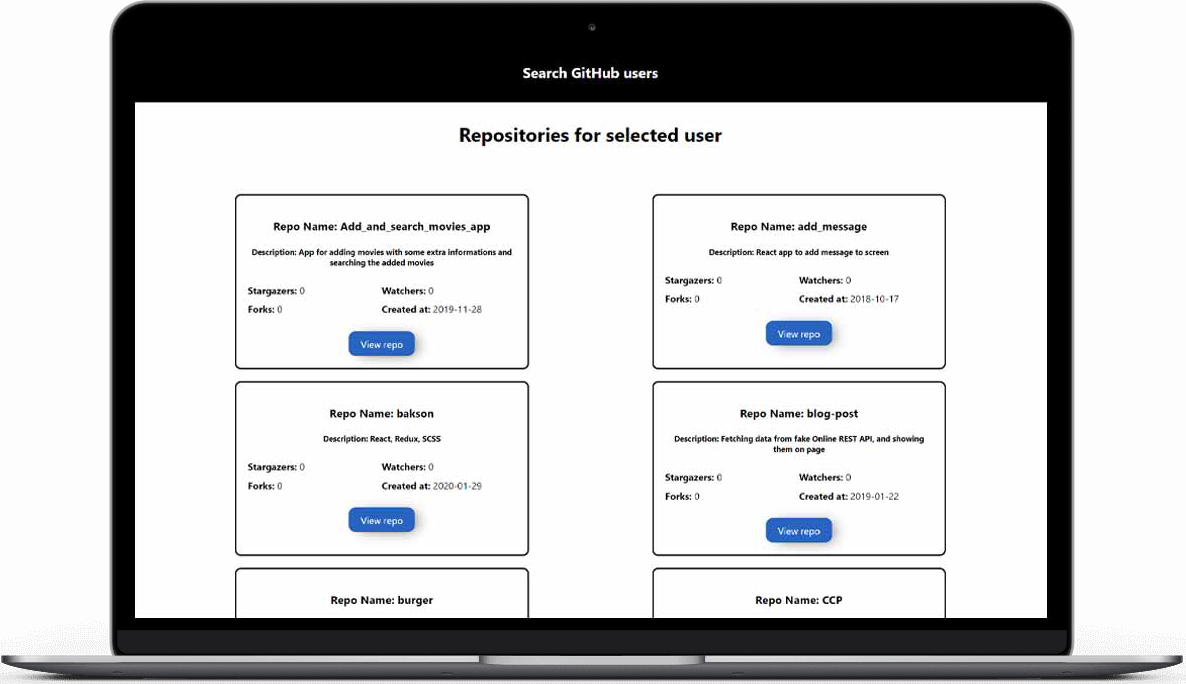 Search GitHub users
Repositories for selected user
Repo Name: Add_and_search_movies_app
Description: App for adding movies with some extra informations and
searching the added movies
Stargazers: 0
Watchers: 0
Forks: 0
Created at: 2019-11-28
View repo
Repo Name: add_message
Description: React app to add message to screen
Stargazers: 0
Watchers: 0
Forks: 0
Created at: 2018-10-17
View repo
Repo Name: bakson
Description: React, Redux, SCSS
Stargazers: 0
Watchers: 0
Forks: 0
Created at: 2020-01-29
View repo
Repo Name: blog-post
Description: Fetching data from fake Online REST API, and showing
them on page
Stargazers: 0
Watchers: 0
Forks: 0
Created at: 2019-01-22
View repo
Repo Name: burger
Repo Name: CCP